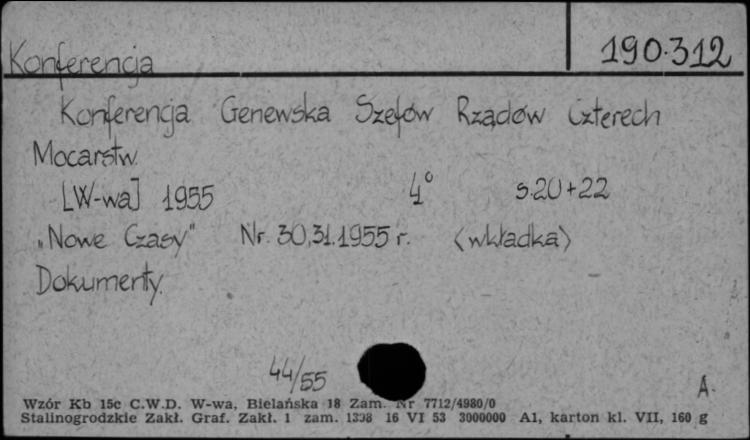 190.312
Konferencja
Konferencja Genewska Szefów Rządów Czterech
Mocarstw.
[W-wa] 1955 4° s.20+22
"Nowe Czasy" Nr. 30,31.1955 r. (wkładka)
Dokumenty.
44/55
A.
Wzór Kb 15c C.W.D. W-wa, Bielańska 18 Zam. Nr 7712/4980/0
Stalinogrodzkie Zakł. Graf. Zakł. 1 zam. 1398 16 VI 53 3000000 A1, karton kl. VII, 160 g